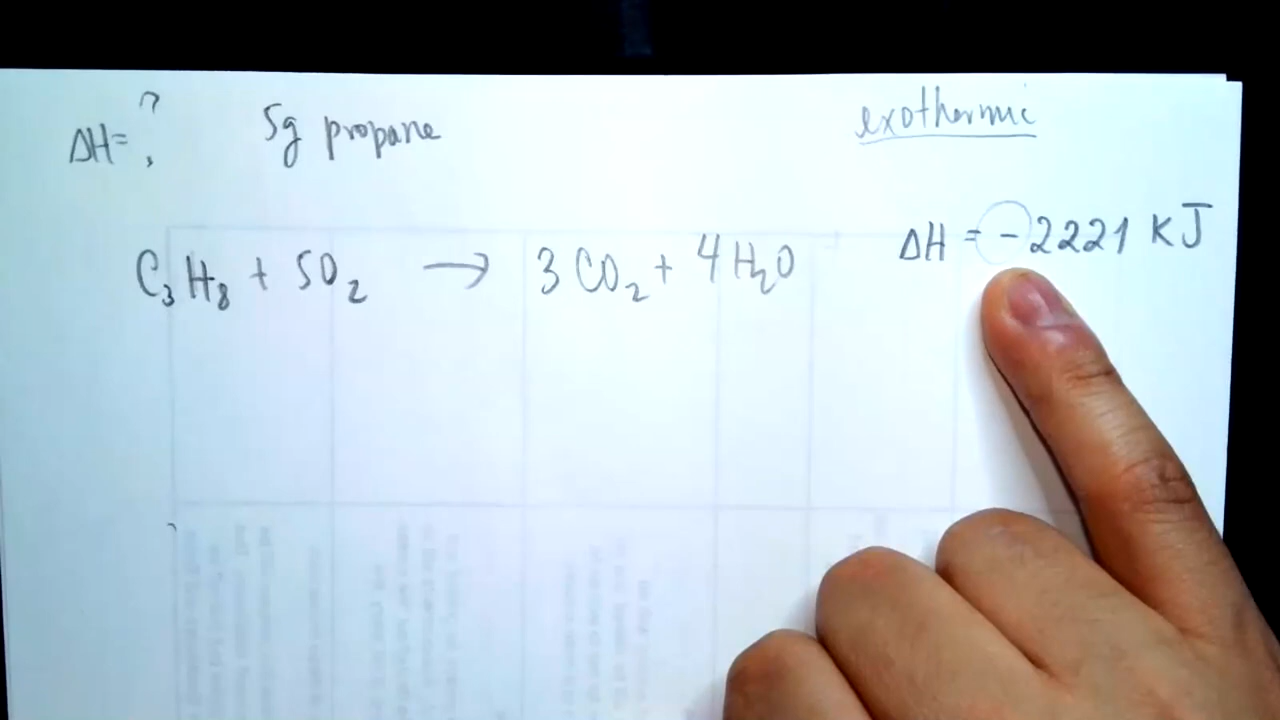 ΔH = ? 5g propane exothermic
C₃H₈ + 5O₂ → 3CO₂ + 4H₂O ΔH = -2221 KJ